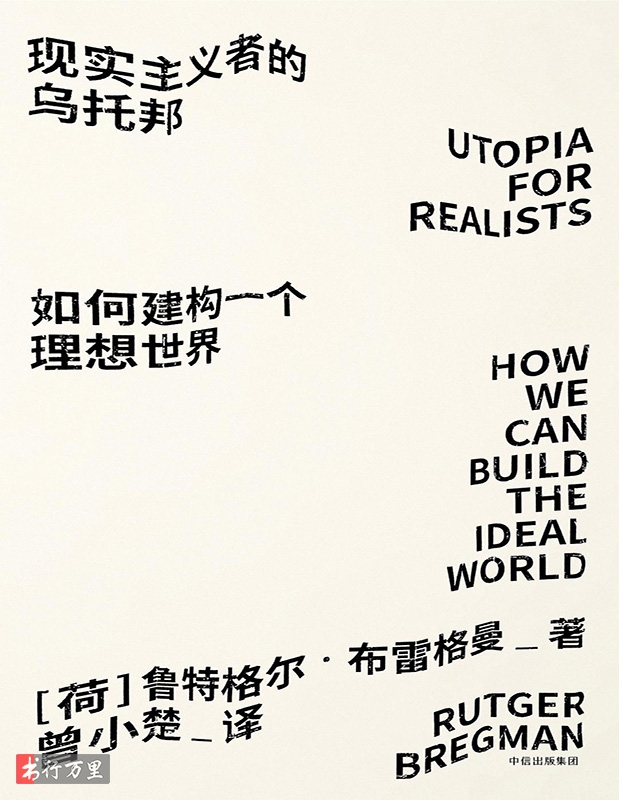 现实主义者的
乌托邦
UTOPIA
FOR
REALISTS
如何建构一个
理想世界
HOW
WE
CAN
BUILD
THE
IDEAL
WORLD
[荷]鲁特格尔·布雷格曼_著
曾小楚_译
RUTGER
BREGMAN
中信出版集团
书行万里